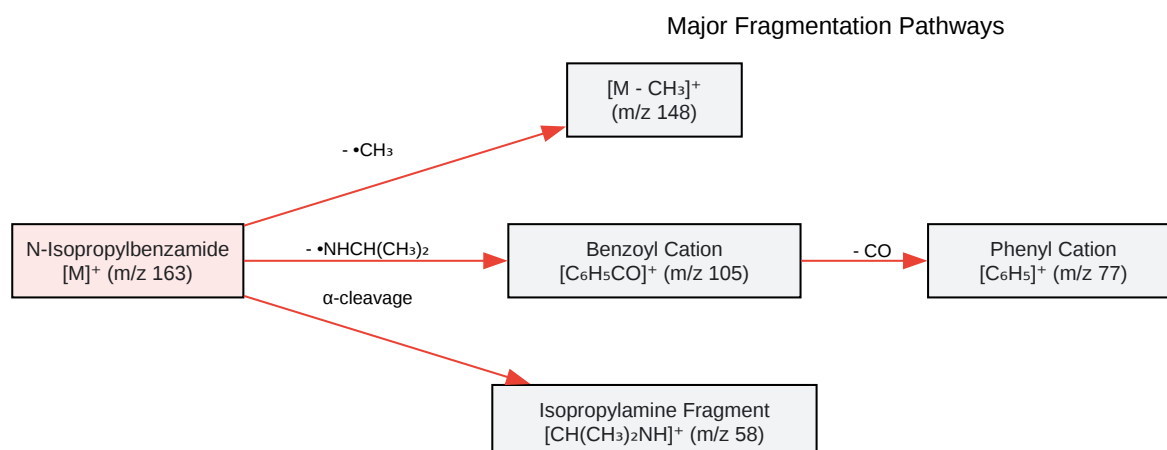 Major Fragmentation Pathways
[M - CH₃]⁺
(m/z 148)
- •CH₃
N-Isopropylbenzamide
[M]⁺ (m/z 163)
- •NHCH(CH₃)₂
Benzoyl Cation
[C₆H₅CO]⁺ (m/z 105)
- CO
Phenyl Cation
[C₆H₅]⁺ (m/z 77)
α-cleavage
Isopropylamine Fragment
[CH(CH₃)₂NH]⁺ (m/z 58)